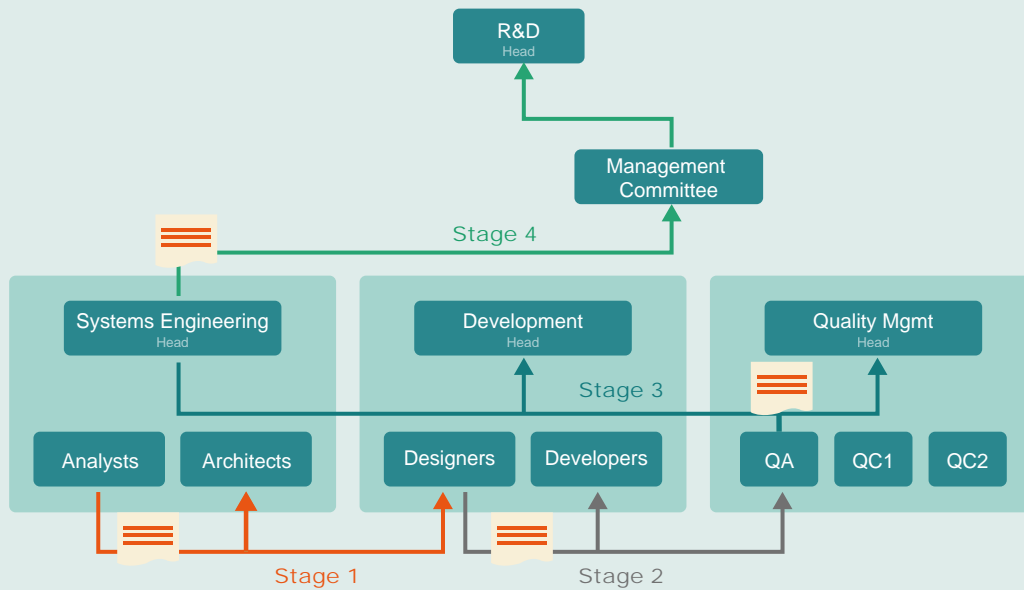 R&D
Head
Management
Committee
Stage 4
Systems Engineering
Head
Development
Head
Quality Mgmt
Head
Stage 3
Analysts
Architects
Designers
Developers
QA
QC1
QC2
Stage 1
Stage 2